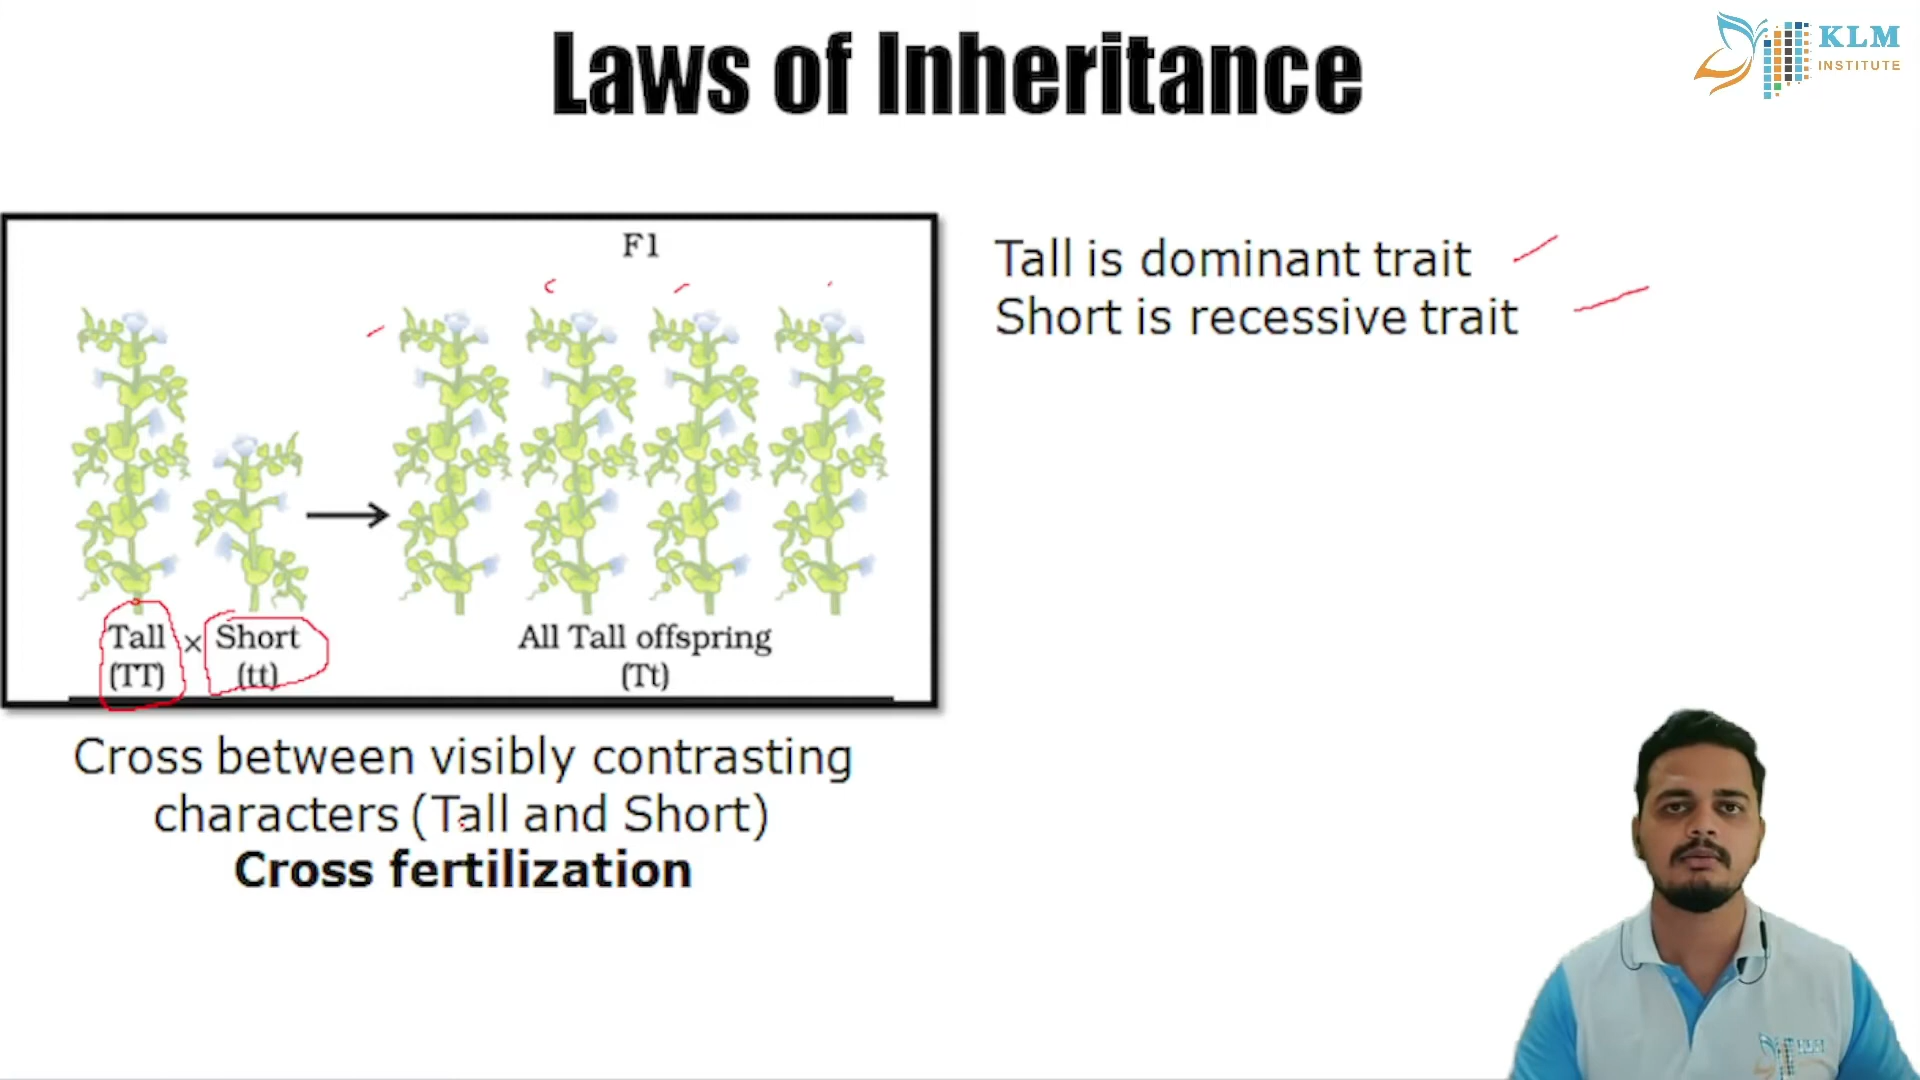 Laws of Inheritance
KLM
INSTITUTE
F1
Tall is dominant trait
Short is recessive trait
Tall × Short
(TT) (tt)
All Tall offspring
(Tt)
Cross between visibly contrasting
characters (Tall and Short)
Cross fertilization